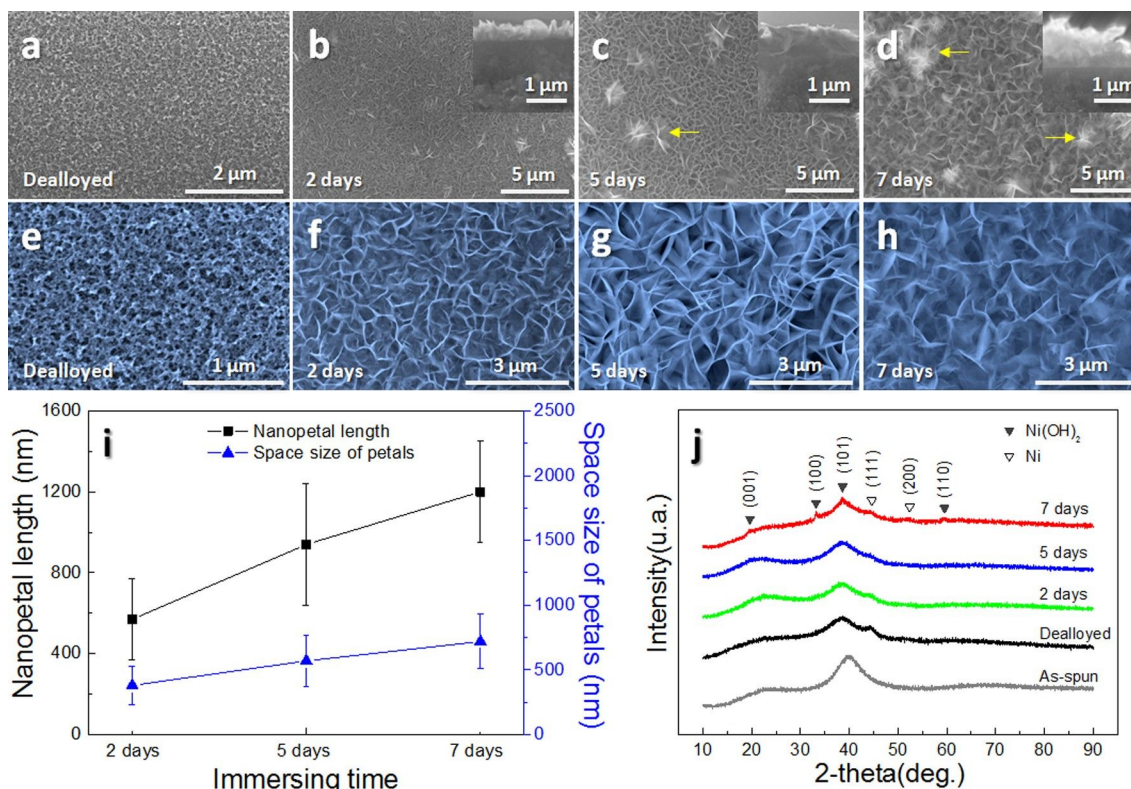 a
b
c
d
1 µm
1 µm
1 µm
Dealloyed
2 µm
2 days
5 µm
5 days
5 µm
7 days
5 µm
e
f
g
h
Dealloyed
1 µm
2 days
3 µm
5 days
3 µm
7 days
3 µm
i
Nanopetal length
Space size of petals
Nanopetal length (nm)
1600
1200
800
400
0
Space size of petals (nm)
2500
2000
1500
1000
500
0
2 days
5 days
7 days
Immersing time
j
Ni(OH)₂
Ni
(001)
(100)
(101)
(111)
(200)
(110)
7 days
5 days
2 days
Dealloyed
As-spun
Intensity(u.a.)
10
20
30
40
50
60
70
80
90
2-theta(deg.)